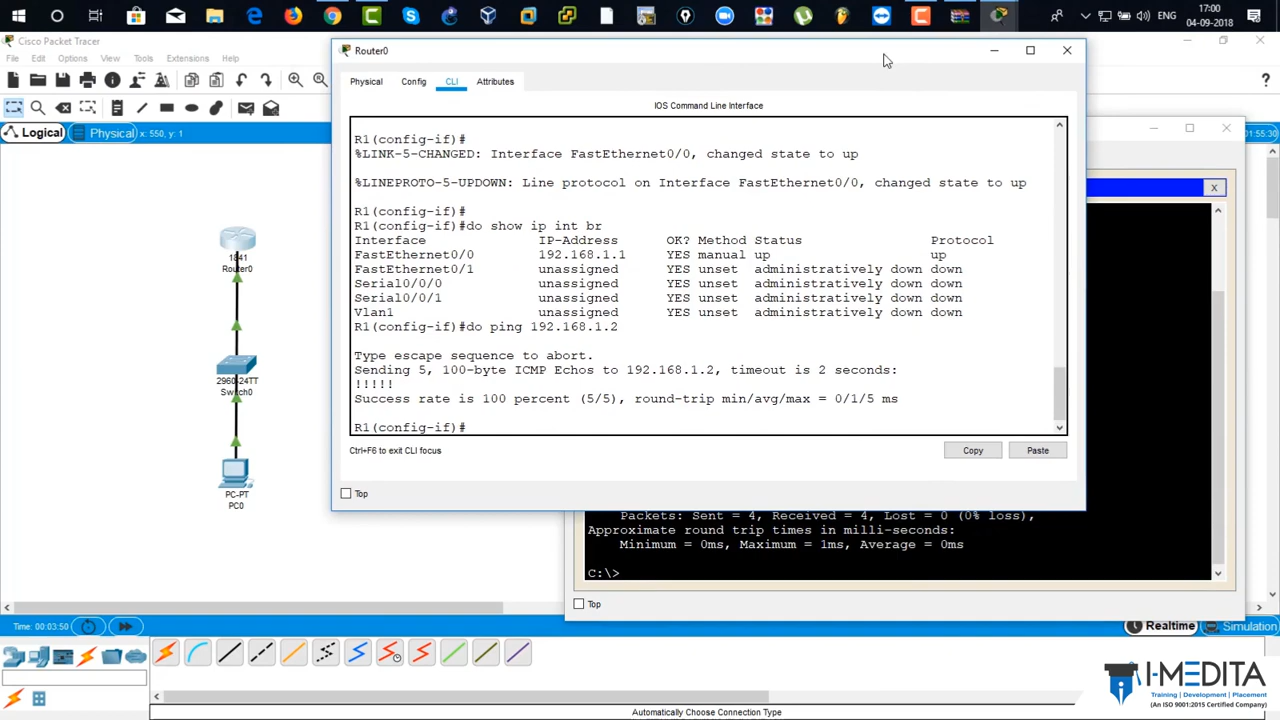 ENG
17:00
04-09-2018
Cisco Packet Tracer
File Edit Options View Tools Extensions Help
Logical Physical x: 550, y: 1
01:55:30
Router0
Physical Config CLI Attributes
IOS Command Line Interface
R1(config-if)#
%LINK-5-CHANGED: Interface FastEthernet0/0, changed state to up
%LINEPROTO-5-UPDOWN: Line protocol on Interface FastEthernet0/0, changed state to up
R1(config-if)#
R1(config-if)#do show ip int br
Interface IP-Address OK? Method Status Protocol
FastEthernet0/0 192.168.1.1 YES manual up up
FastEthernet0/1 unassigned YES unset administratively down down
Serial0/0/0 unassigned YES unset administratively down down
Serial0/0/1 unassigned YES unset administratively down down
Vlan1 unassigned YES unset administratively down down
R1(config-if)#do ping 192.168.1.2
Type escape sequence to abort.
Sending 5, 100-byte ICMP Echos to 192.168.1.2, timeout is 2 seconds:
!!!!!
Success rate is 100 percent (5/5), round-trip min/avg/max = 0/1/5 ms
R1(config-if)#
Ctrl+F6 to exit CLI focus
Copy Paste
Top
1841
Router0
2960-24TT
Switch0
PC-PT
PC0
Packets: Sent = 4, Received = 4, Lost = 0 (0% loss),
Approximate round trip times in milli-seconds:
Minimum = 0ms, Maximum = 1ms, Average = 0ms
C:\>
Top
Time: 00:03:50
Realtime Simulation
Automatically Choose Connection Type
I-MEDITA
Training | Development | Placement
(An ISO 9001:2015 Certified Company)